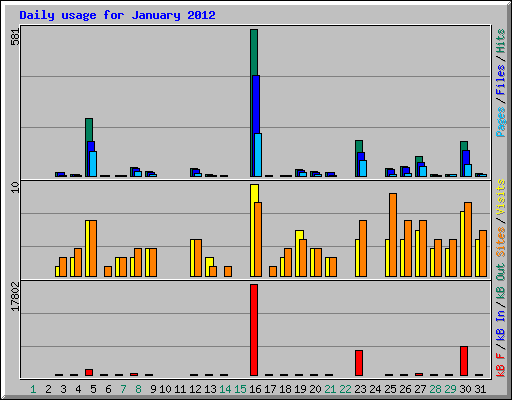 Daily usage for January 2012
581
Pages / Files / Hits
10
Sites / Visits
17802
kB F / kB In / kB Out
1 2 3 4 5 6 7 8 9 10 11 12 13 14 15 16 17 18 19 20 21 22 23 24 25 26 27 28 29 30 31